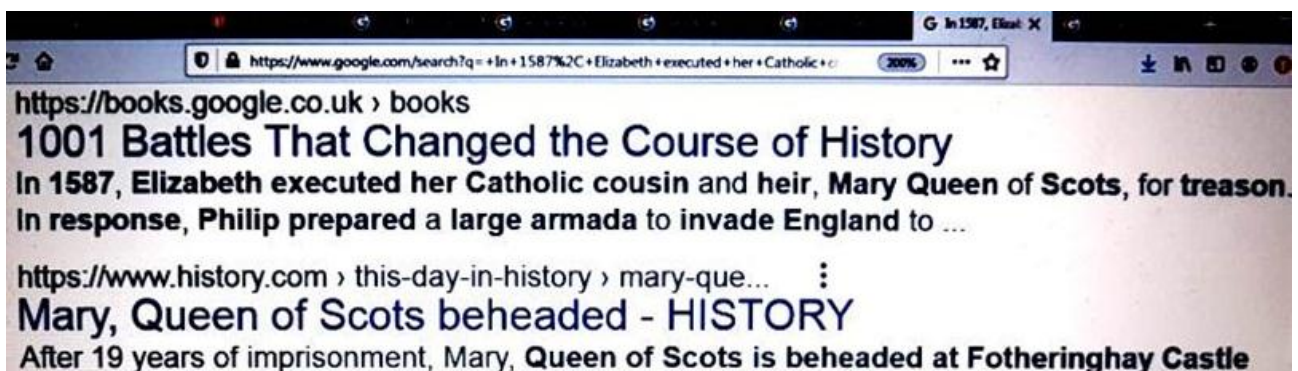 G In 1587, Elizab X
https://www.google.com/search?q=+In+1587%2C+Elizabeth+executed+her+Catholic+c
200%
https://books.google.co.uk › books
1001 Battles That Changed the Course of History
In 1587, Elizabeth executed her Catholic cousin and heir, Mary Queen of Scots, for treason.
In response, Philip prepared a large armada to invade England to ...
https://www.history.com › this-day-in-history › mary-que...
Mary, Queen of Scots beheaded - HISTORY
After 19 years of imprisonment, Mary, Queen of Scots is beheaded at Fotheringhay Castle